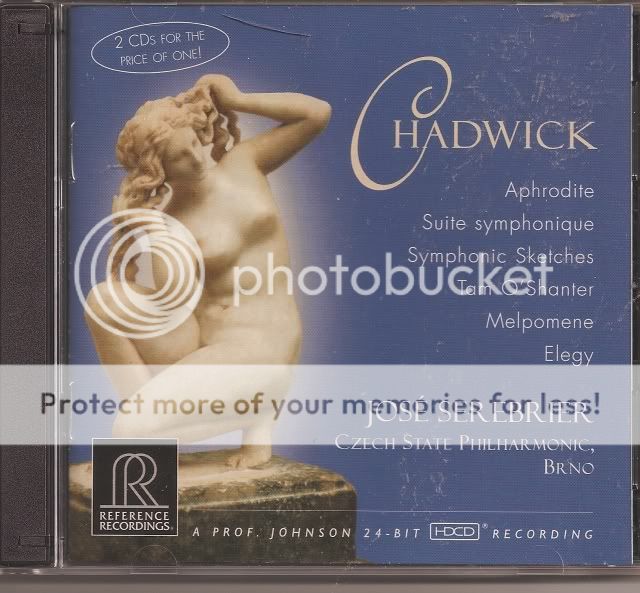 2 CDs FOR THE
PRICE OF ONE!
CHADWICK
Aphrodite
Suite symphonique
Symphonic Sketches
photobucket
Tam O'Shanter
Melpomene
Elegy
Protect more of your memories for less!
JOSÉ SEREBRIER
CZECH STATE PHILHARMONIC,
BRNO
R
REFERENCE
RECORDINGS®
A PROF. JOHNSON 24-BIT HDCD® RECORDING